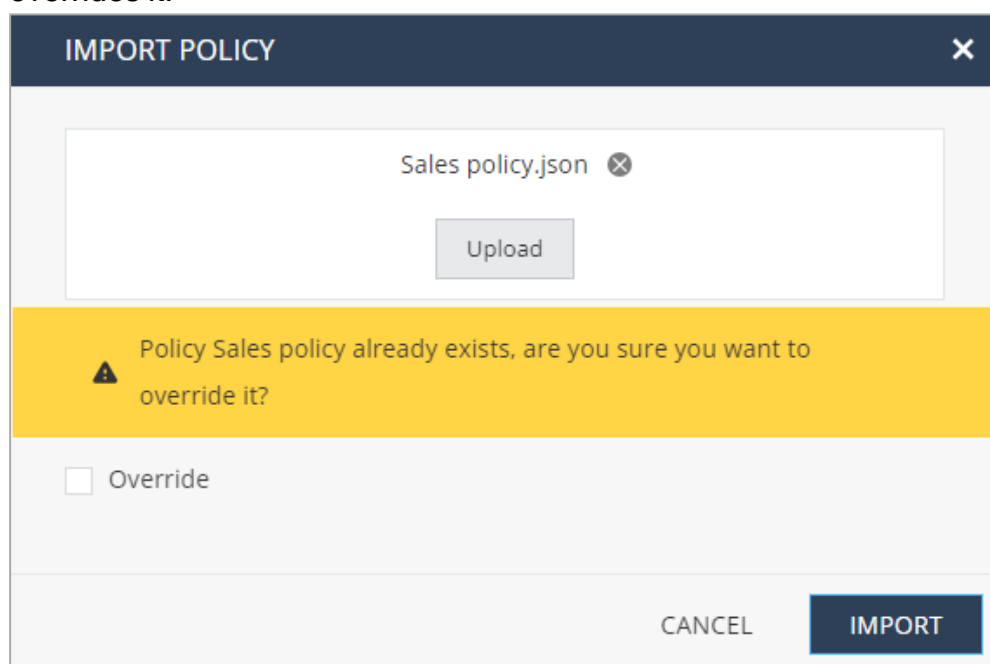 IMPORT POLICY
Sales policy.json
Upload
Policy Sales policy already exists, are you sure you want to
override it?
Override
CANCEL
IMPORT